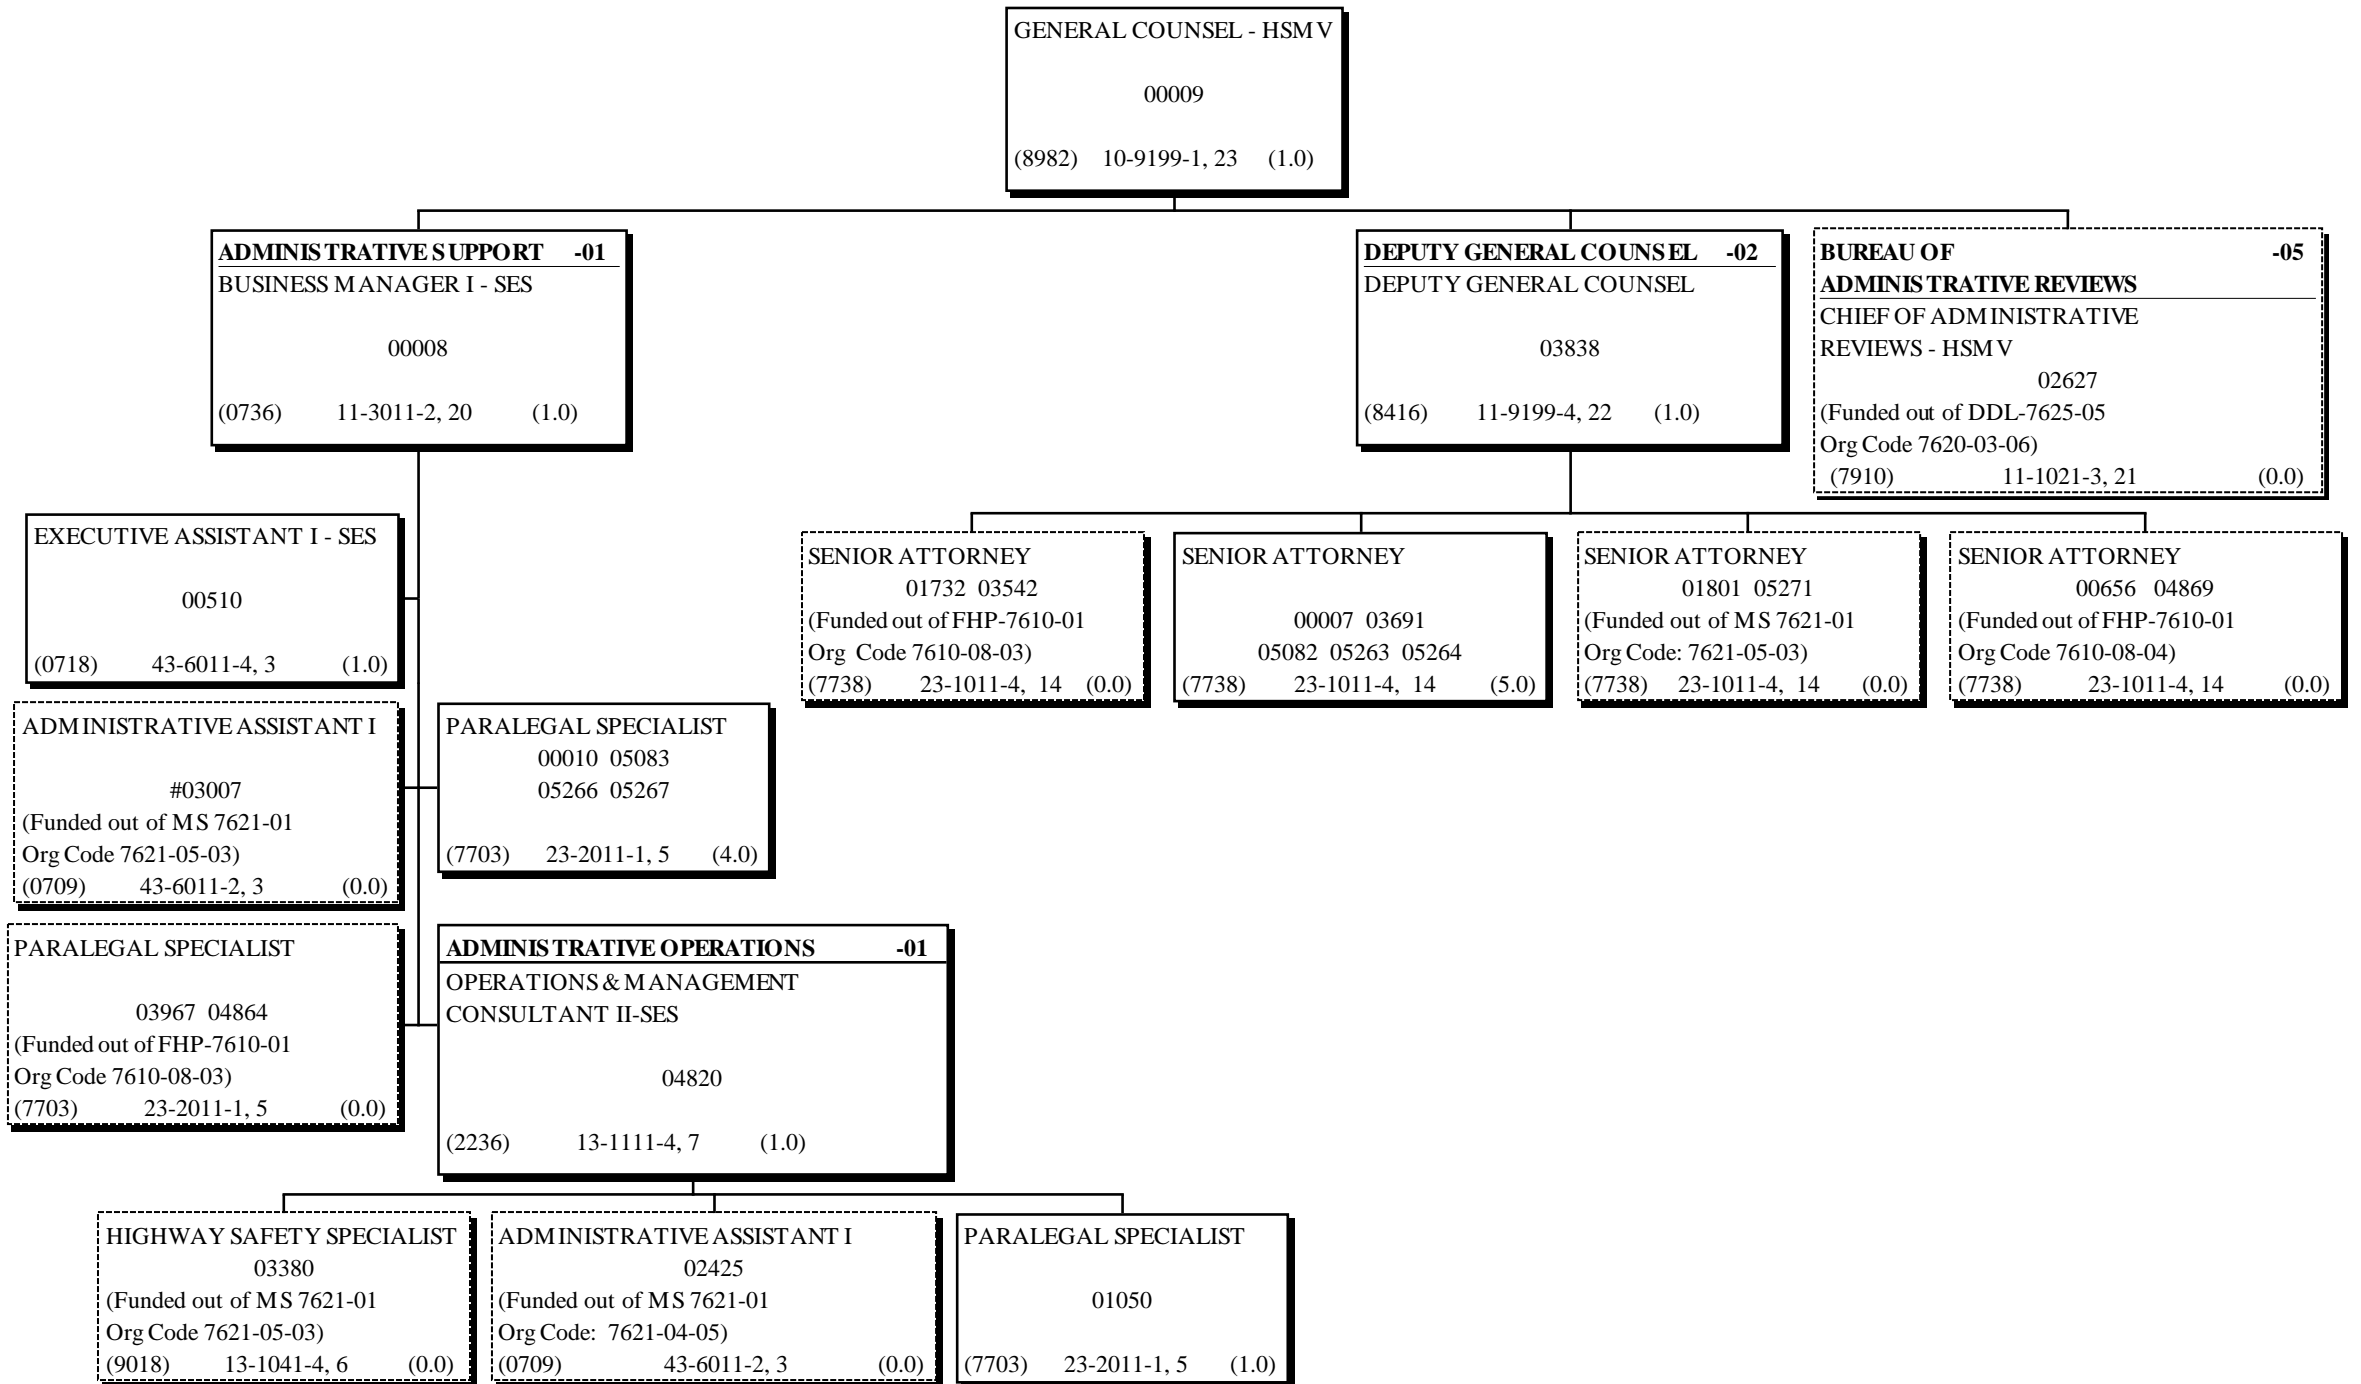 GENERAL COUNSEL - HSMV
00009
(8982) 10-9199-1, 23 (1.0)
ADMINISTRATIVE SUPPORT -01
BUSINESS MANAGER I - SES
00008
(0736) 11-3011-2, 20 (1.0)
DEPUTY GENERAL COUNSEL -02
DEPUTY GENERAL COUNSEL
03838
(8416) 11-9199-4, 22 (1.0)
BUREAU OF -05
ADMINISTRATIVE REVIEWS
CHIEF OF ADMINISTRATIVE
REVIEWS - HSMV
02627
(Funded out of DDL-7625-05
Org Code 7620-03-06)
(7910) 11-1021-3, 21 (0.0)
EXECUTIVE ASSISTANT I - SES
00510
(0718) 43-6011-4, 3 (1.0)
SENIOR ATTORNEY
01732 03542
(Funded out of FHP-7610-01
Org Code 7610-08-03)
(7738) 23-1011-4, 14 (0.0)
SENIOR ATTORNEY
00007 03691
05082 05263 05264
(7738) 23-1011-4, 14 (5.0)
SENIOR ATTORNEY
01801 05271
(Funded out of MS 7621-01
Org Code: 7621-05-03)
(7738) 23-1011-4, 14 (0.0)
SENIOR ATTORNEY
00656 04869
(Funded out of FHP-7610-01
Org Code 7610-08-04)
(7738) 23-1011-4, 14 (0.0)
ADMINISTRATIVE ASSISTANT I
#03007
(Funded out of MS 7621-01
Org Code 7621-05-03)
(0709) 43-6011-2, 3 (0.0)
PARALEGAL SPECIALIST
00010 05083
05266 05267
(7703) 23-2011-1, 5 (4.0)
PARALEGAL SPECIALIST
03967 04864
(Funded out of FHP-7610-01
Org Code 7610-08-03)
(7703) 23-2011-1, 5 (0.0)
ADMINISTRATIVE OPERATIONS -01
OPERATIONS & MANAGEMENT
CONSULTANT II-SES
04820
(2236) 13-1111-4, 7 (1.0)
HIGHWAY SAFETY SPECIALIST
03380
(Funded out of MS 7621-01
Org Code 7621-05-03)
(9018) 13-1041-4, 6 (0.0)
ADMINISTRATIVE ASSISTANT I
02425
(Funded out of MS 7621-01
Org Code: 7621-04-05)
(0709) 43-6011-2, 3 (0.0)
PARALEGAL SPECIALIST
01050
(7703) 23-2011-1, 5 (1.0)